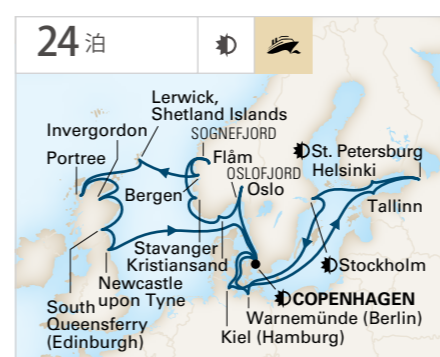 24 泊
Lerwick,
Shetland Islands
Invergordon
SOGNEFJORD
Portree
Flåm
St. Petersburg
OSLOFJORD
Helsinki
Bergen
Oslo
Tallinn
Stavanger
Kristiansand
Stockholm
Newcastle
upon Tyne
South
Queensferry
(Edinburgh)
COPENHAGEN
Warnemünde (Berlin)
Kiel (Hamburg)